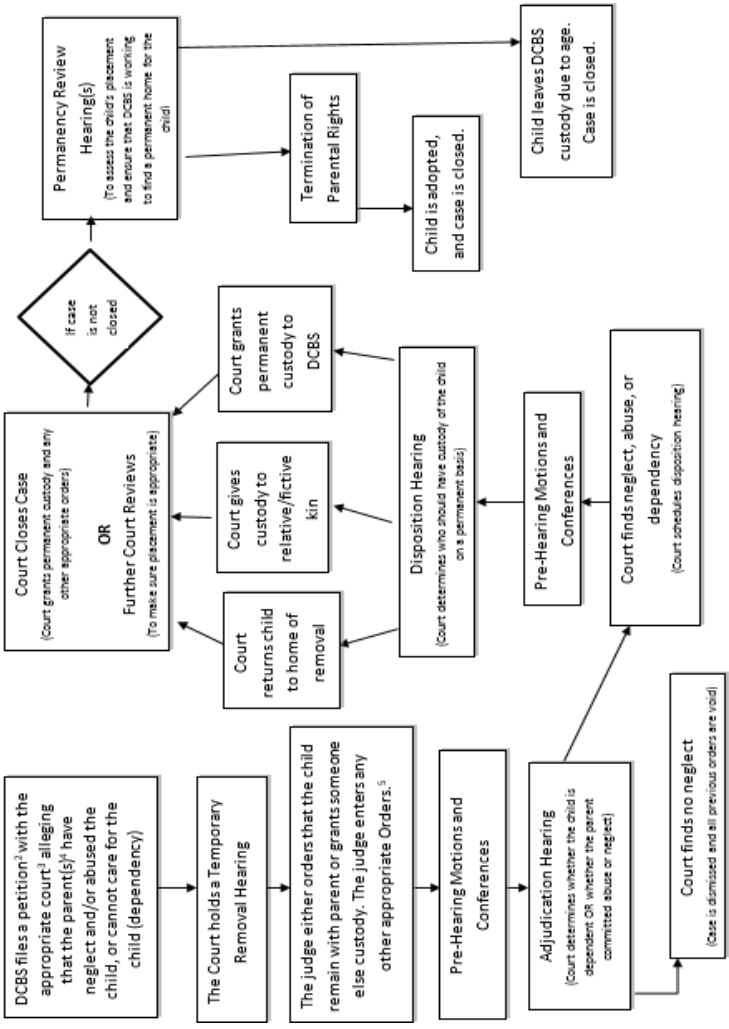 DCBS files a petition² with the
appropriate court³ alleging
that the parent(s)⁴ have
neglect and/or abused the
child, or cannot care for the
child (dependency)
The Court holds a Temporary
Removal Hearing
The judge either orders that the child
remain with parent or grants someone
else custody. The judge enters any
other appropriate Orders.⁵
Pre-Hearing Motions and
Conferences
Adjudication Hearing
(Court determines whether the child is
dependent OR whether the parent
committed abuse or neglect)
Court finds no neglect
(Case is dismissed and all previous orders are void)
Court finds neglect, abuse, or
dependency
(Court schedules disposition hearing)
Pre-Hearing Motions and
Conferences
Disposition Hearing
(Court determines who should have custody of the child
on a permanent basis)
Court
returns child
to home of
removal
Court gives
custody to
relative/fictive
kin
Court grants
permanent
custody to
DCBS
Court Closes Case
(Court grants permanent custody and any
other appropriate orders)
OR
Further Court Reviews
(To make sure placement is appropriate)
If case
is not
closed
Permanency Review
Hearing(s)
(To assess the child's placement
and ensure that DCBS is working
to find a permanent home for the
child)
Termination of
Parental Rights
Child is adopted,
and case is closed.
Child leaves DCBS
custody due to age.
Case is closed.